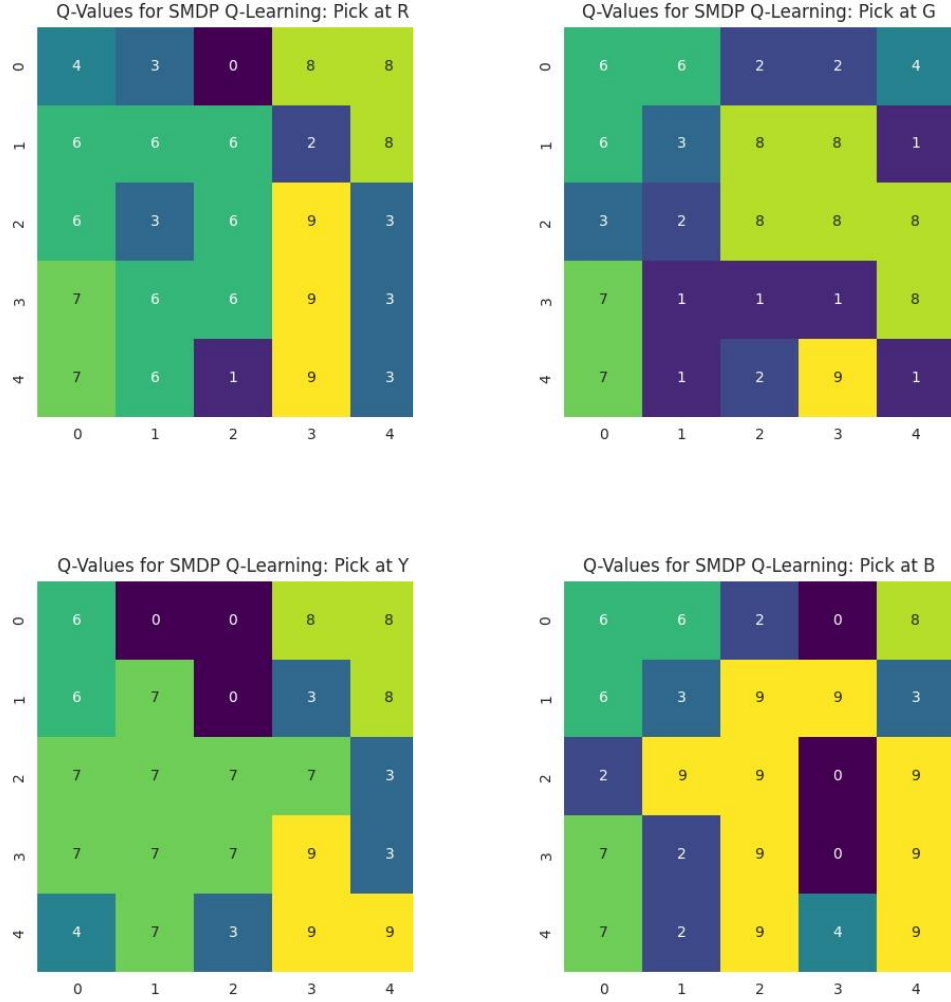 Q-Values for SMDP Q-Learning: Pick at R
0 4 3 0 8 8
1 6 6 6 2 8
2 6 3 6 9 3
3 7 6 6 9 3
4 7 6 1 9 3
0 1 2 3 4
Q-Values for SMDP Q-Learning: Pick at G
0 6 6 2 2 4
1 6 3 8 8 1
2 3 2 8 8 8
3 7 1 1 1 8
4 7 1 2 9 1
0 1 2 3 4
Q-Values for SMDP Q-Learning: Pick at Y
0 6 0 0 8 8
1 6 7 0 3 8
2 7 7 7 7 3
3 7 7 7 9 3
4 4 7 3 9 9
0 1 2 3 4
Q-Values for SMDP Q-Learning: Pick at B
0 6 6 2 0 8
1 6 3 9 9 3
2 2 9 9 0 9
3 7 2 9 0 9
4 7 2 9 4 9
0 1 2 3 4